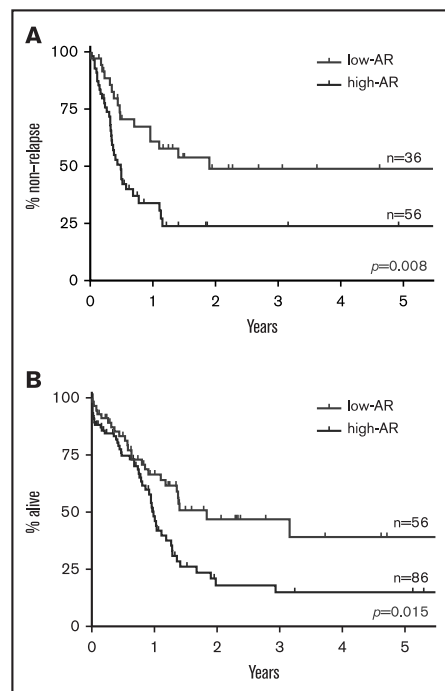 A
100
75
50
25
0
% non-relapse
low-AR
high-AR
n=36
n=56
p=0.008
0 1 2 3 4 5
Years
B
100
75
50
25
0
% alive
low-AR
high-AR
n=56
n=86
p=0.015
0 1 2 3 4 5
Years